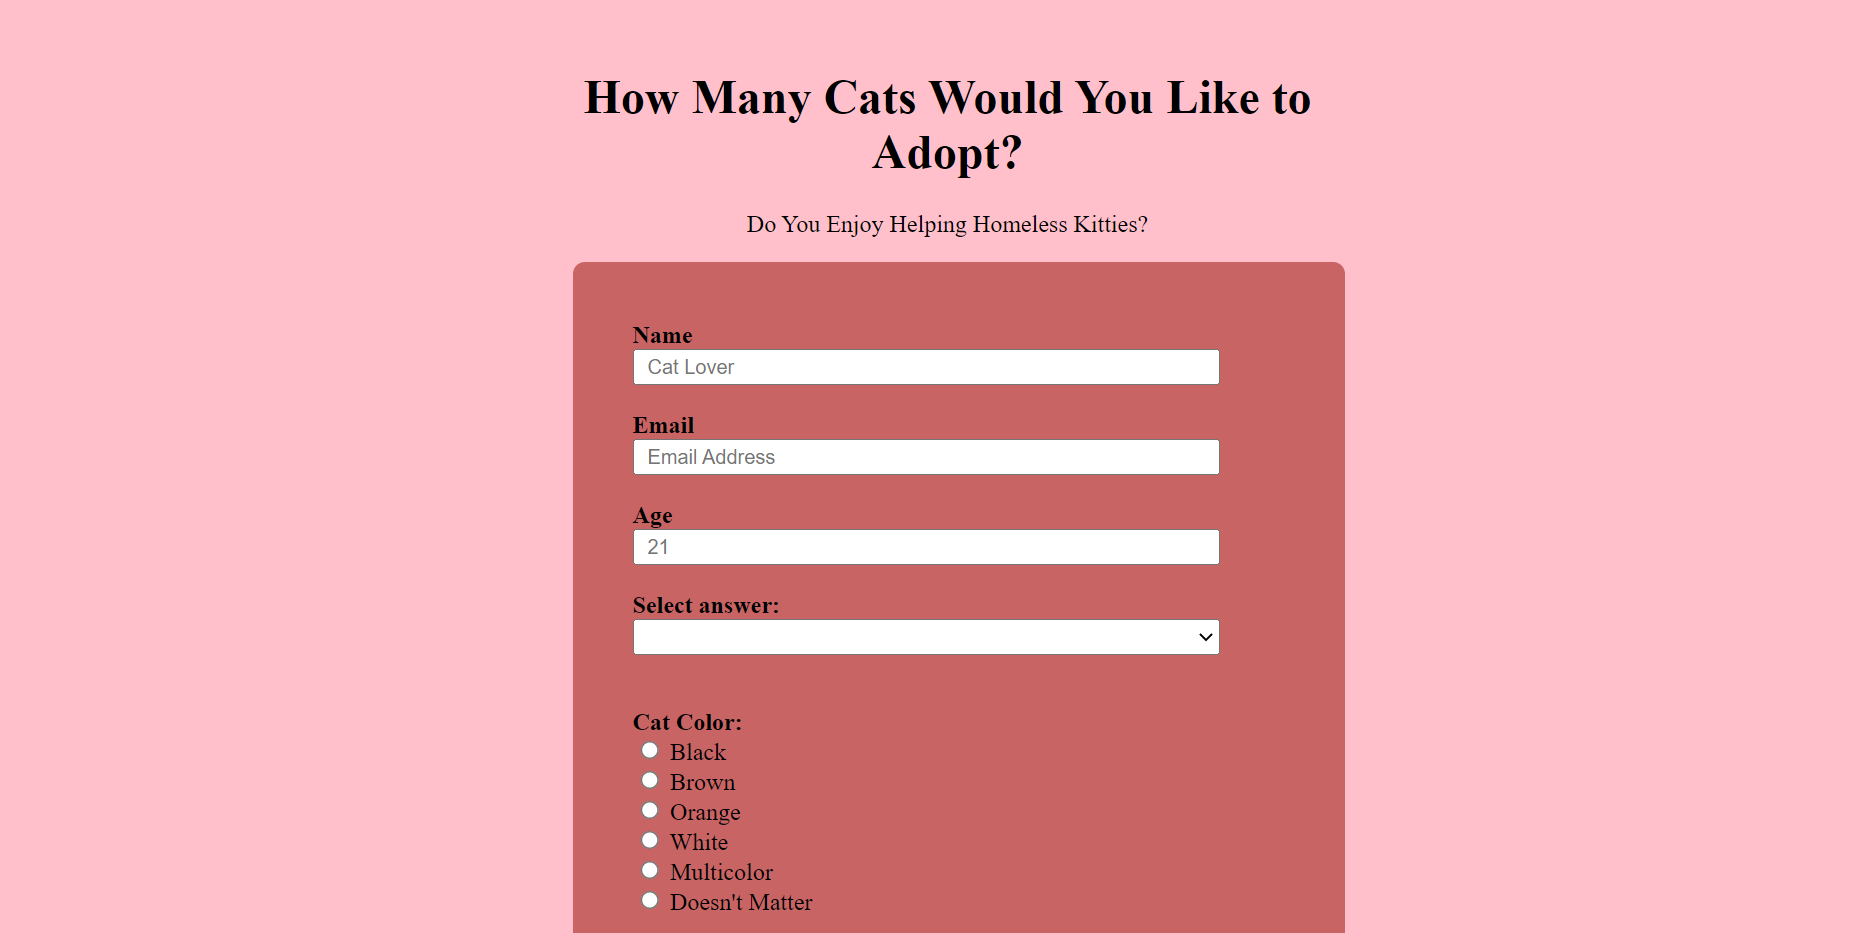 How Many Cats Would You Like to
Adopt?
Do You Enjoy Helping Homeless Kitties?
Name
Cat Lover
Email
Email Address
Age
21
Select answer:
Cat Color:
Black
Brown
Orange
White
Multicolor
Doesn't Matter